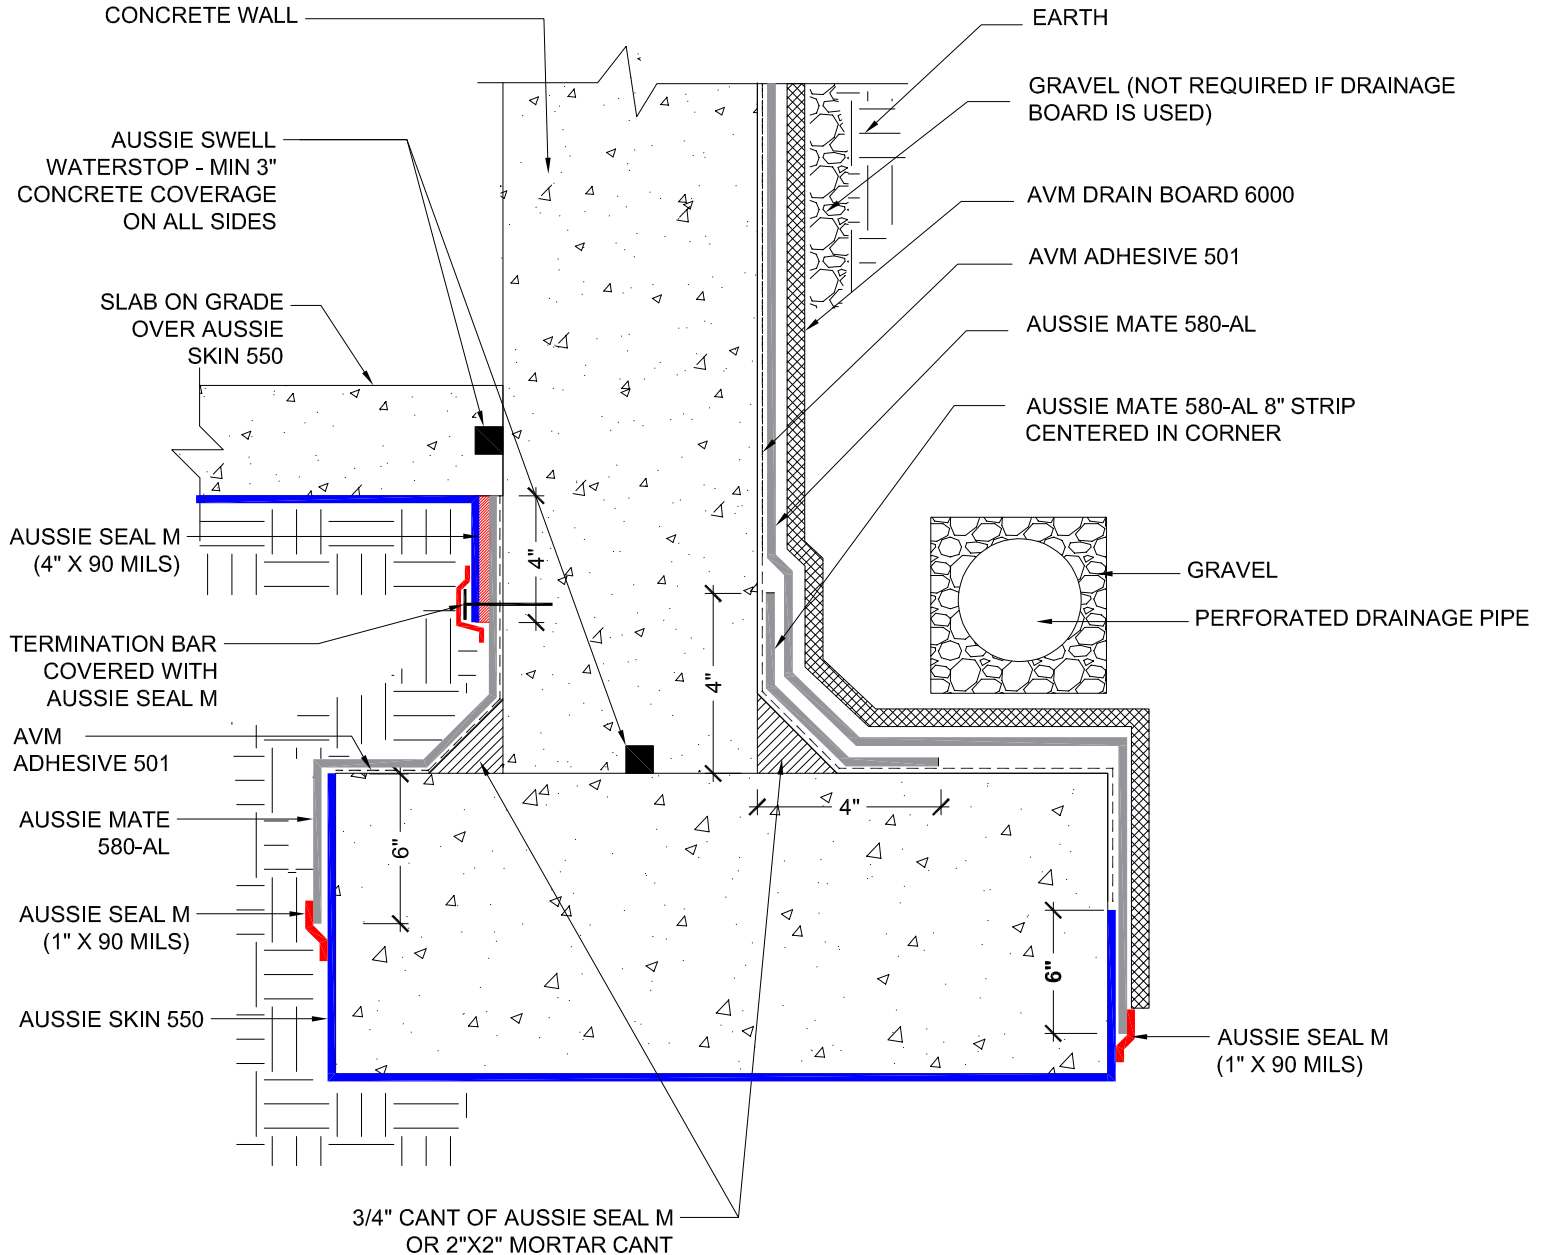 CONCRETE WALL
AUSSIE SWELL
WATERSTOP - MIN 3"
CONCRETE COVERAGE
ON ALL SIDES
SLAB ON GRADE
OVER AUSSIE
SKIN 550
AUSSIE SEAL M
(4" X 90 MILS)
TERMINATION BAR
COVERED WITH
AUSSIE SEAL M
AVM
ADHESIVE 501
AUSSIE MATE
580-AL
AUSSIE SEAL M
(1" X 90 MILS)
AUSSIE SKIN 550
4"
4"
4"
6"
6"
EARTH
GRAVEL (NOT REQUIRED IF DRAINAGE
BOARD IS USED)
AVM DRAIN BOARD 6000
AVM ADHESIVE 501
AUSSIE MATE 580-AL
AUSSIE MATE 580-AL 8" STRIP
CENTERED IN CORNER
GRAVEL
PERFORATED DRAINAGE PIPE
AUSSIE SEAL M
(1" X 90 MILS)
3/4" CANT OF AUSSIE SEAL M
OR 2"X2" MORTAR CANT